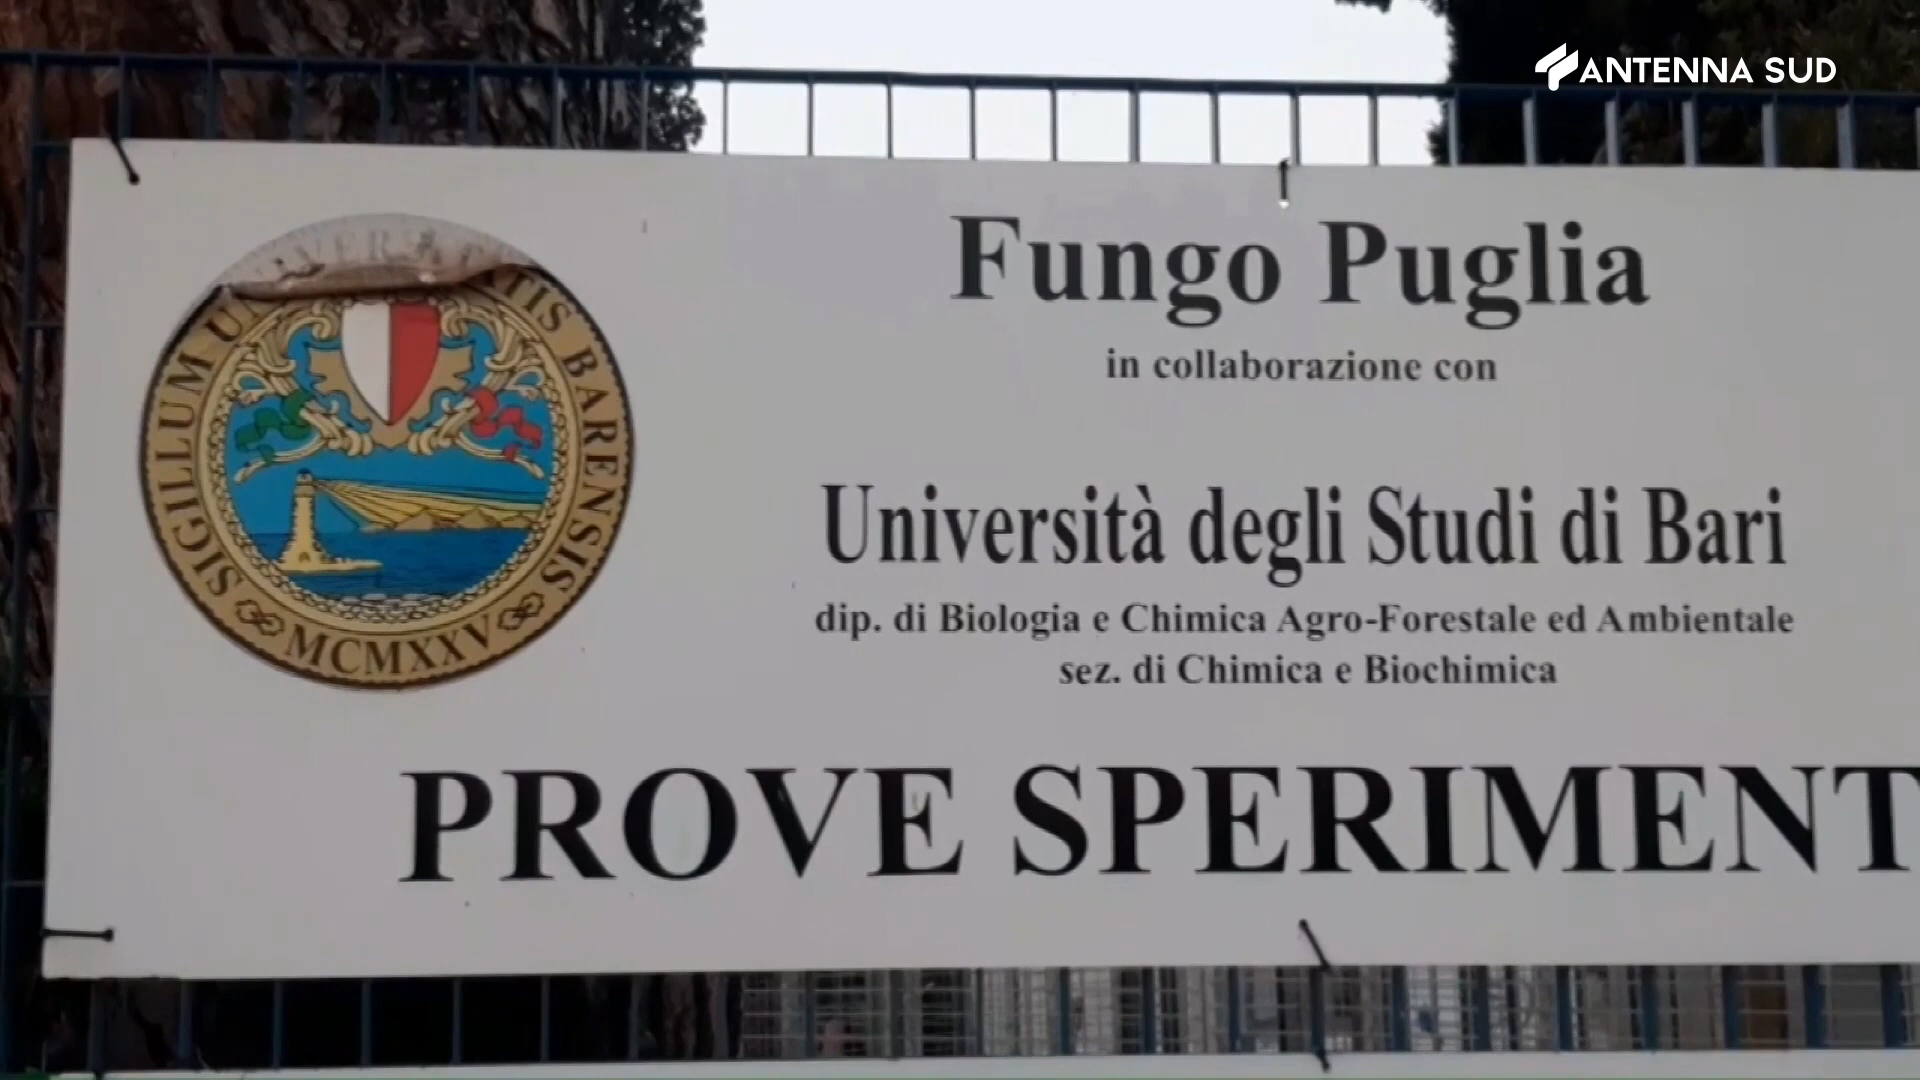 ANTENNA SUD
Fungo Puglia
in collaborazione con
Università degli Studi di Bari
dip. di Biologia e Chimica Agro-Forestale ed Ambientale
sez. di Chimica e Biochimica
PROVE SPERIMENT
SIGILLUM UNIVERSITATIS BARENSIS
MCMXXV